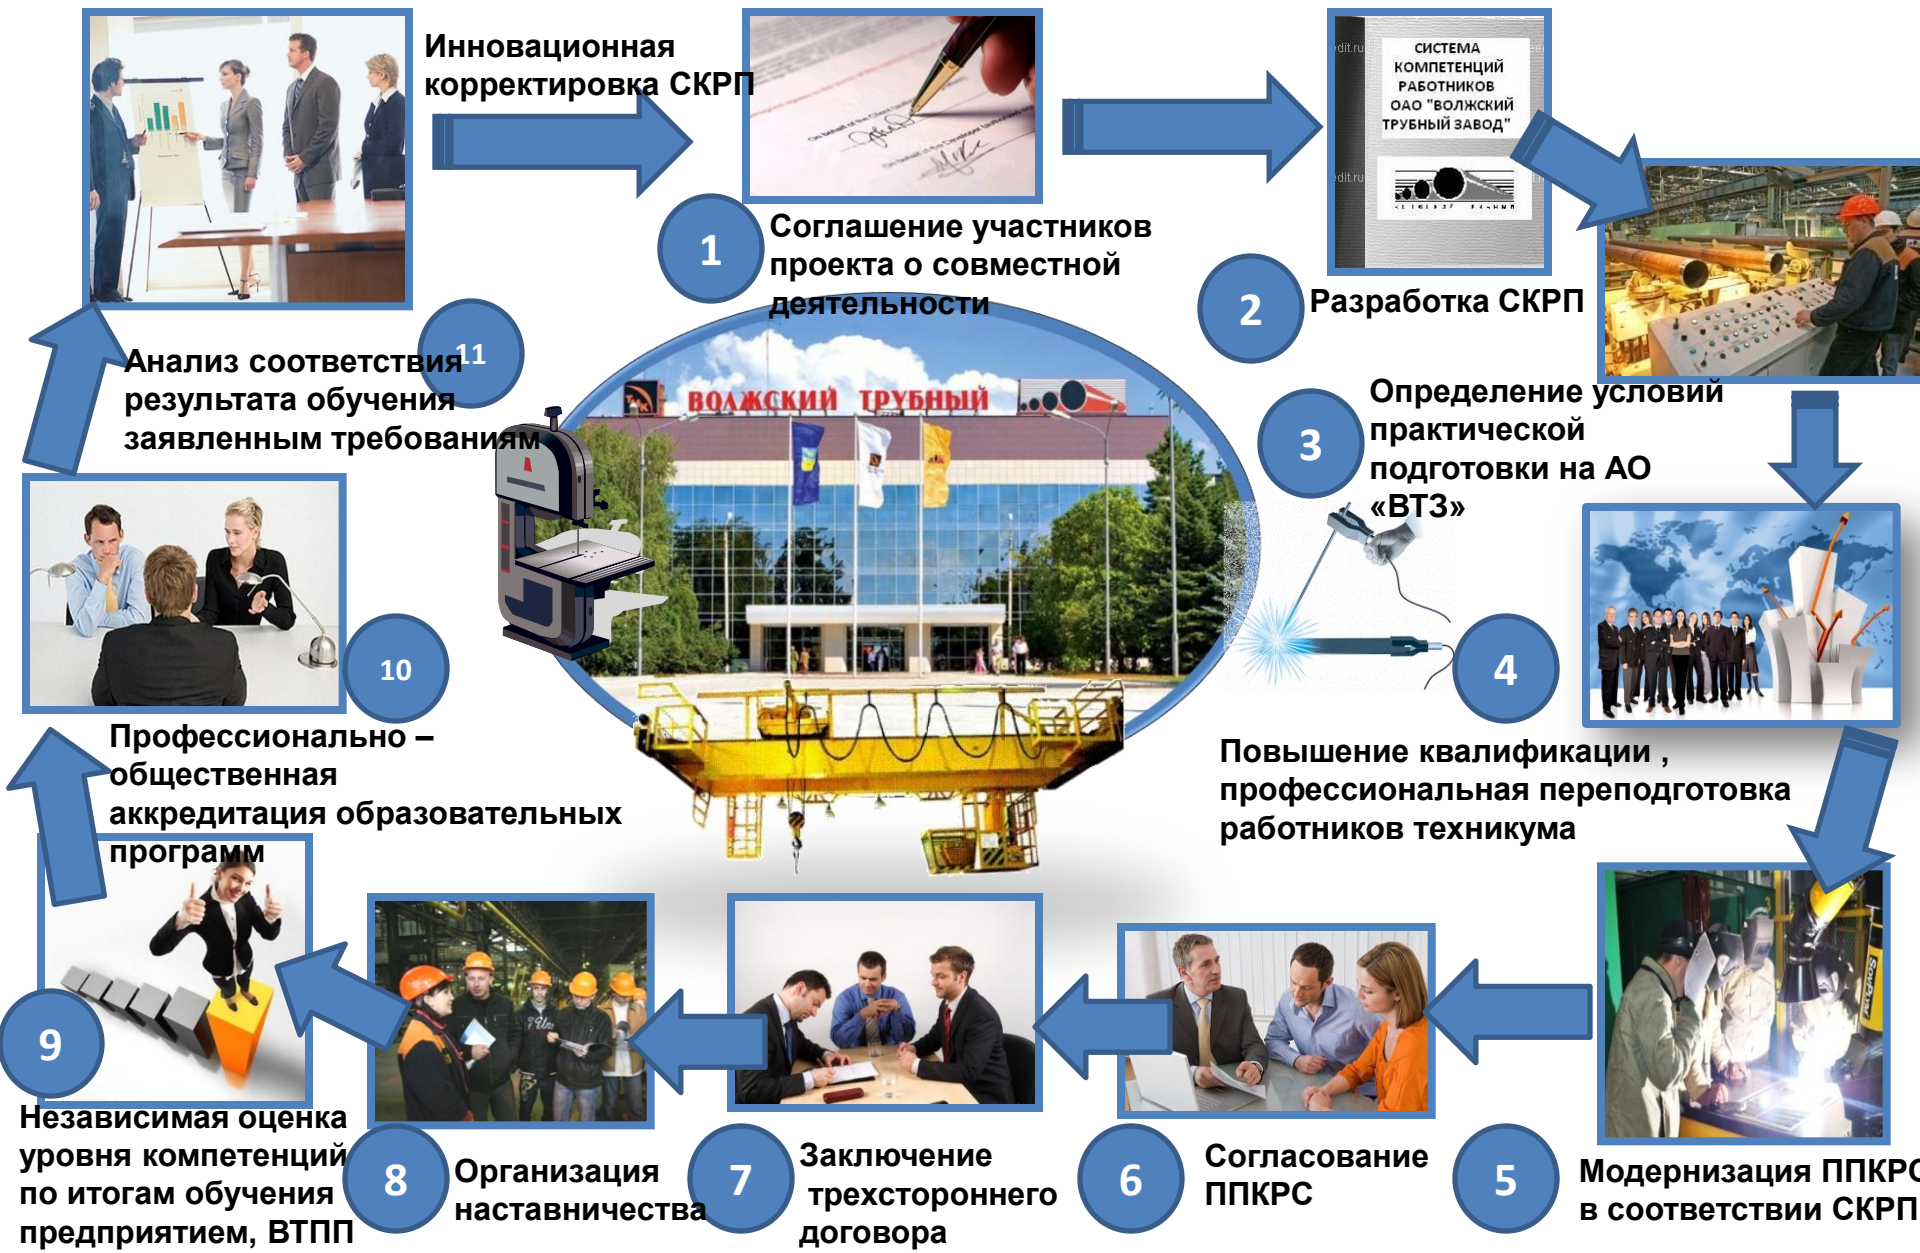 Инновационная
корректировка СКРП
СИСТЕМА
КОМПЕТЕНЦИЙ
РАБОТНИКОВ
ОАО "ВОЛЖСКИЙ
ТРУБНЫЙ ЗАВОД"
1
Соглашение участников
проекта о совместной
деятельности
2
Разработка СКРП
3
Определение условий
практической
подготовки на АО
«ВТЗ»
4
Повышение квалификации ,
профессиональная переподготовка
работников техникума
5
Модернизация ППКРС
в соответствии СКРП
6
Согласование
ППКРС
7
Заключение
трехстороннего
договора
8
Организация
наставничества
9
Независимая оценка
уровня компетенций
по итогам обучения
предприятием, ВТПП
10
Профессионально –
общественная
аккредитация образовательных
программ
11
Анализ соответствия
результата обучения
заявленным требованиям
ВОЛЖСКИЙ ТРУБНЫЙ